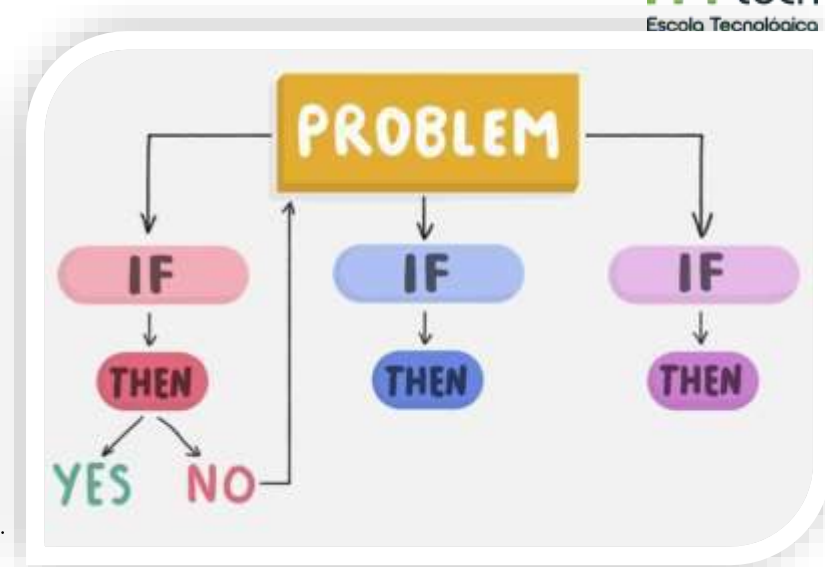 Escola Tecnológica
PROBLEM
IF IF IF
THEN THEN THEN
YES NO